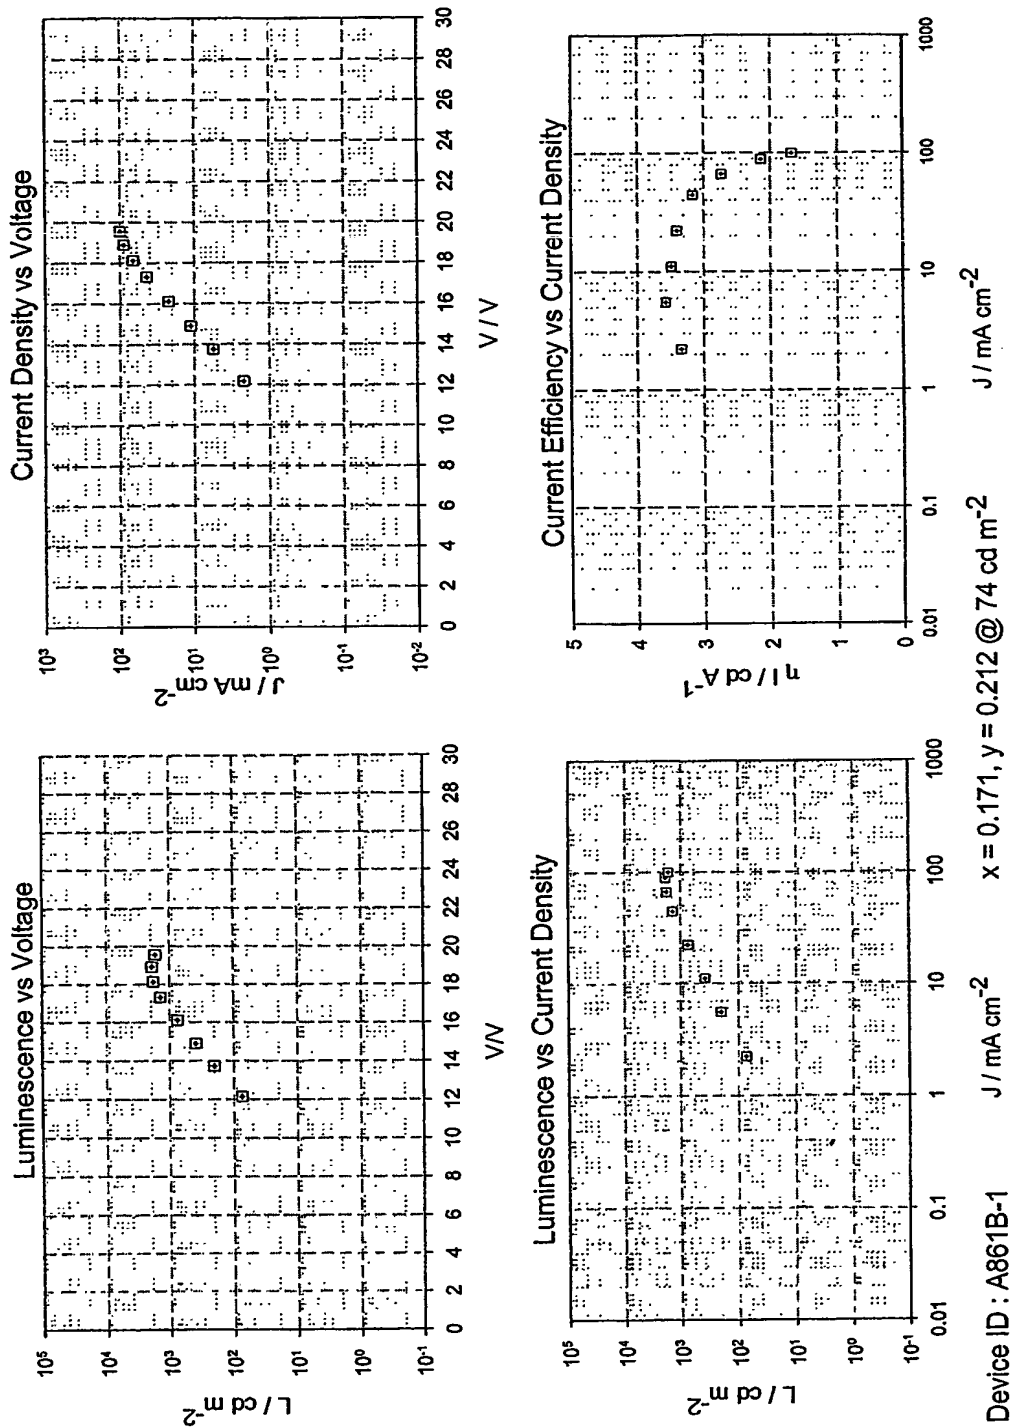 Luminescence vs Voltage
L / cd m⁻²
10⁵
10⁴
10³
10²
10¹
10⁰
10⁻¹
0 2 4 6 8 10 12 14 16 18 20 22 24 26 28 30
V/V
Current Density vs Voltage
J / mA cm⁻²
10³
10²
10¹
10⁰
10⁻¹
10⁻²
0 2 4 6 8 10 12 14 16 18 20 22 24 26 28 30
V / V
Luminescence vs Current Density
L / cd m⁻²
10⁵
10⁴
10³
10²
10¹
10⁰
10⁻¹
0.01 0.1 1 10 100 1000
J / mA cm⁻²
Current Efficiency vs Current Density
η I / cd A⁻¹
5
4
3
2
1
0
0.01 0.1 1 10 100 1000
J / mA cm⁻²
Device ID : A861B-1
x = 0.171, y = 0.212 @ 74 cd m⁻²